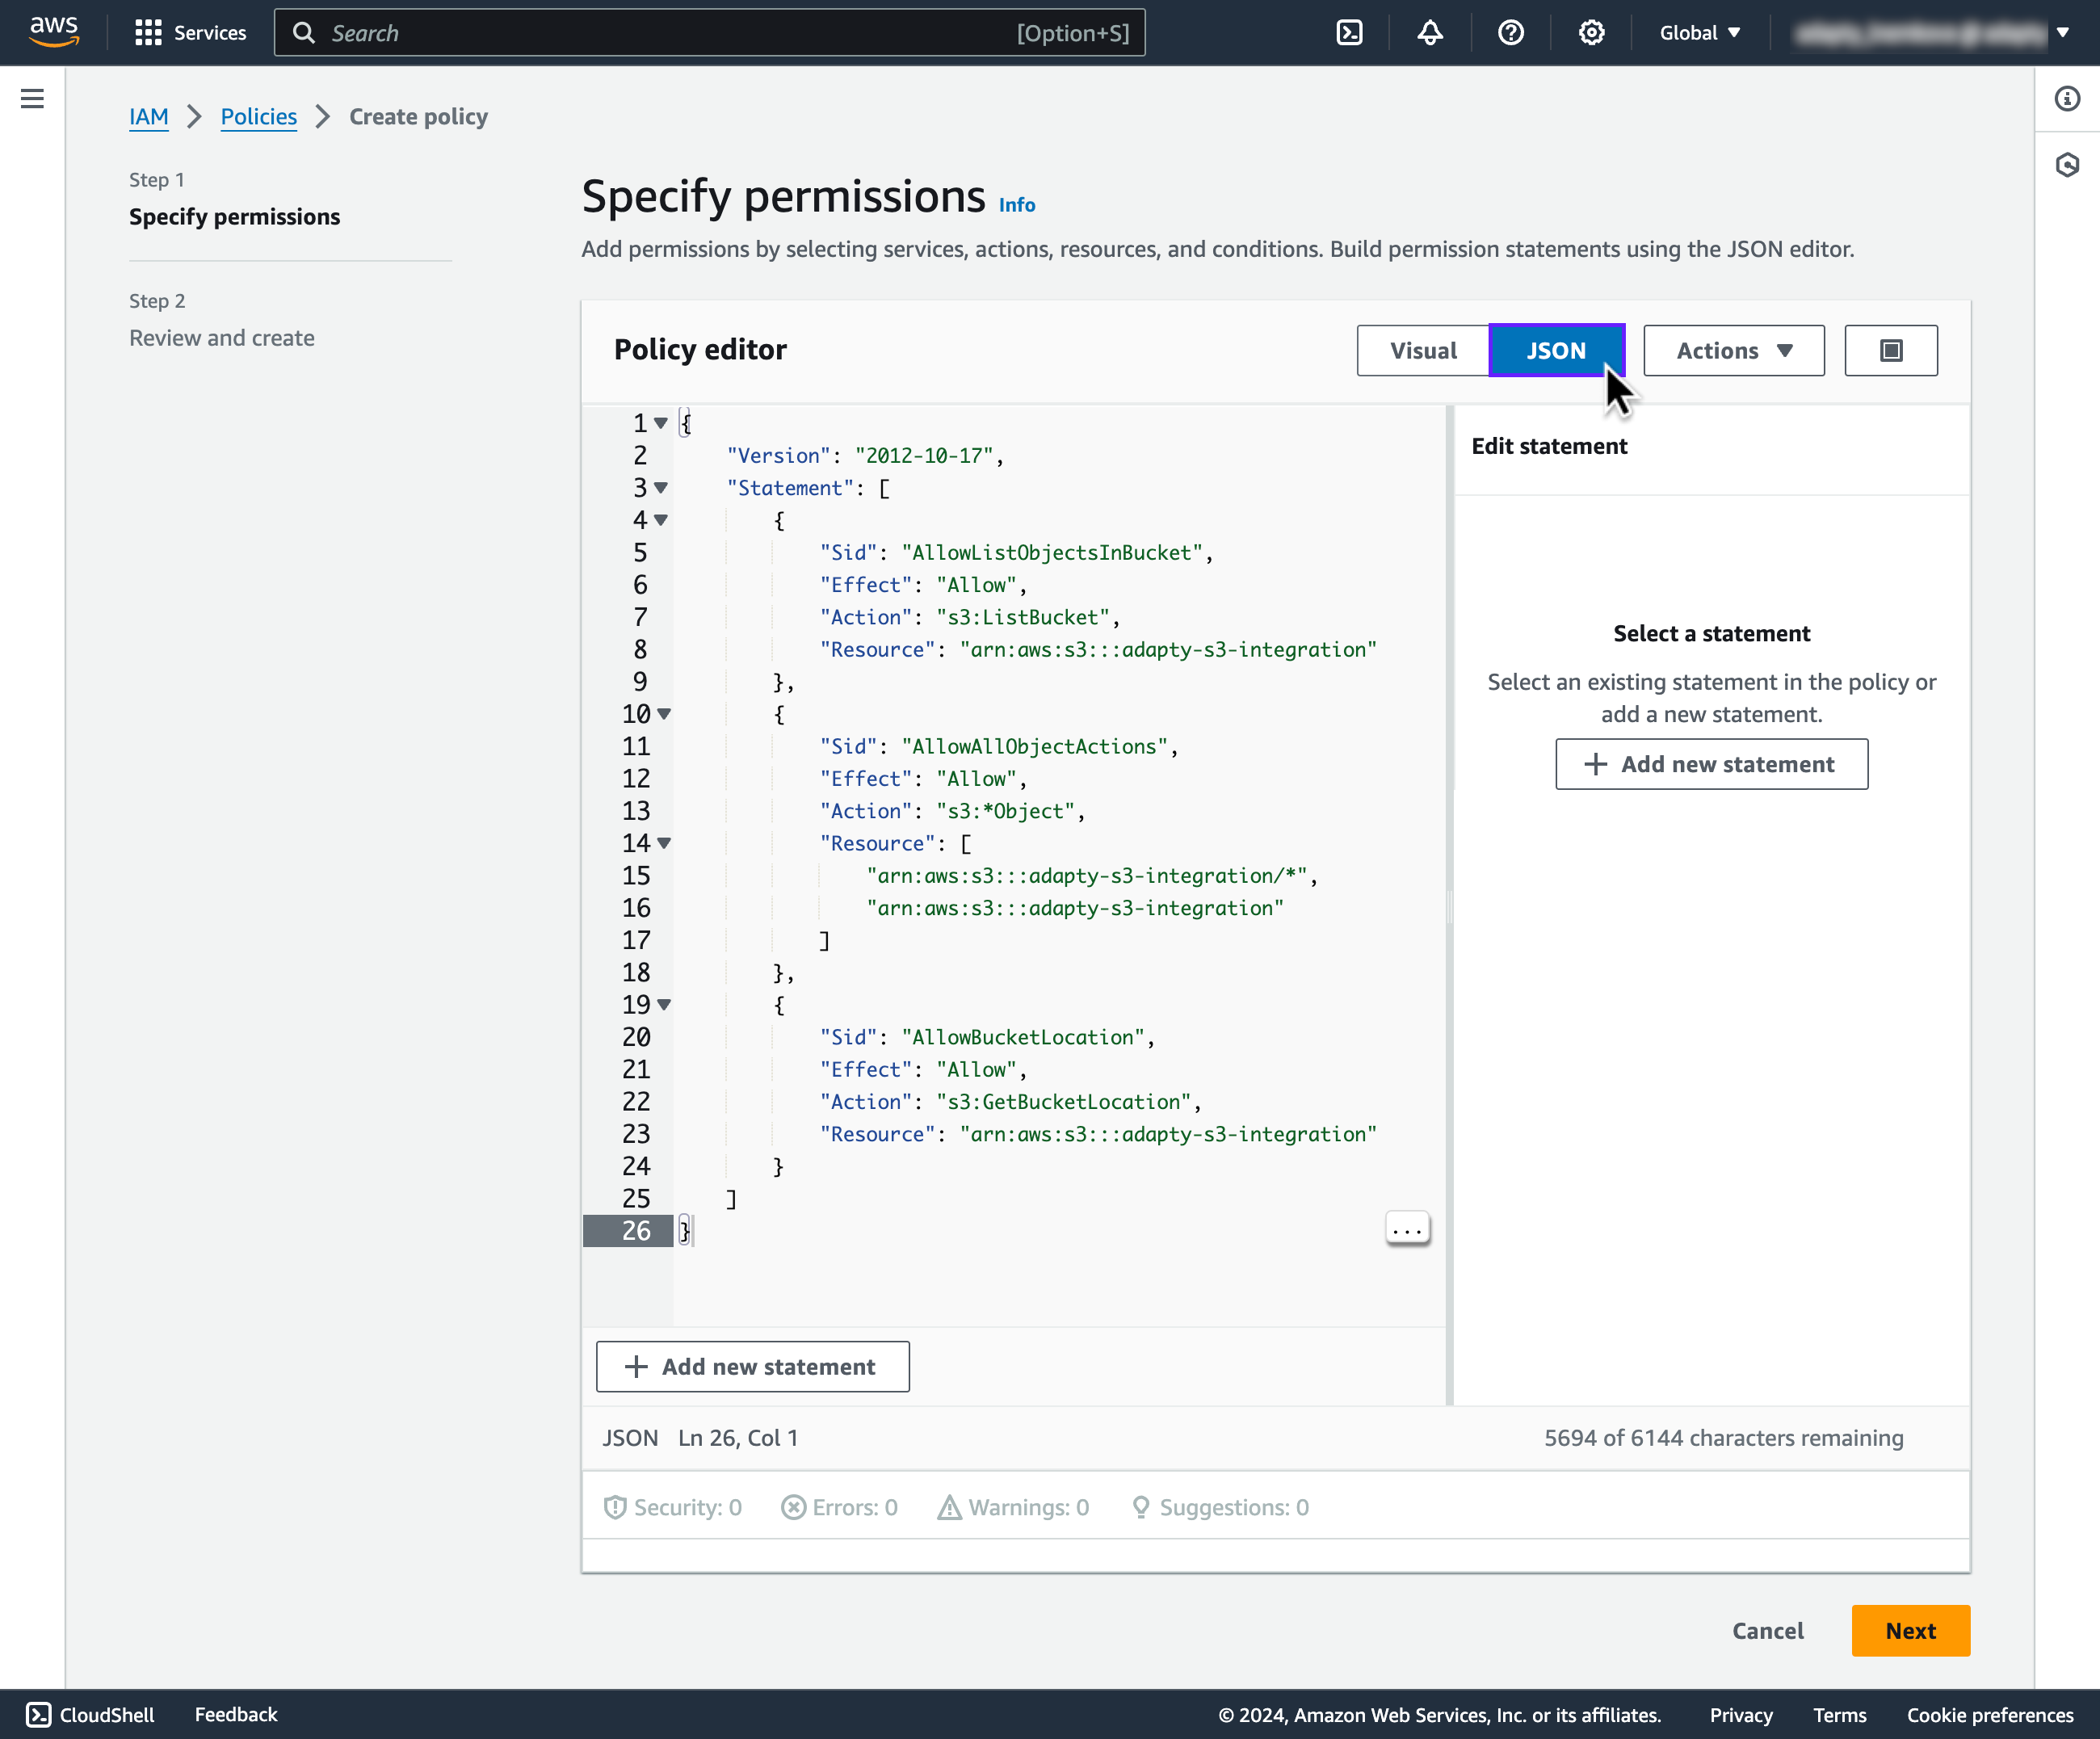 aws
Services
Search
[Option+S]
Global
IAM > Policies > Create policy
Step 1
Specify permissions
Step 2
Review and create
Specify permissions Info
Add permissions by selecting services, actions, resources, and conditions. Build permission statements using the JSON editor.
Policy editor
Visual
JSON
Actions
1 {
2     "Version": "2012-10-17",
3     "Statement": [
4         {
5             "Sid": "AllowListObjectsInBucket",
6             "Effect": "Allow",
7             "Action": "s3:ListBucket",
8             "Resource": "arn:aws:s3:::adapty-s3-integration"
9         },
10         {
11             "Sid": "AllowAllObjectActions",
12             "Effect": "Allow",
13             "Action": "s3:*Object",
14             "Resource": [
15                 "arn:aws:s3:::adapty-s3-integration/*",
16                 "arn:aws:s3:::adapty-s3-integration"
17             ]
18         },
19         {
20             "Sid": "AllowBucketLocation",
21             "Effect": "Allow",
22             "Action": "s3:GetBucketLocation",
23             "Resource": "arn:aws:s3:::adapty-s3-integration"
24         }
25     ]
26 }
...
+ Add new statement
Edit statement
Select a statement
Select an existing statement in the policy or
add a new statement.
+ Add new statement
JSON Ln 26, Col 1
5694 of 6144 characters remaining
Security: 0
Errors: 0
Warnings: 0
Suggestions: 0
Cancel
Next
CloudShell
Feedback
© 2024, Amazon Web Services, Inc. or its affiliates.
Privacy
Terms
Cookie preferences